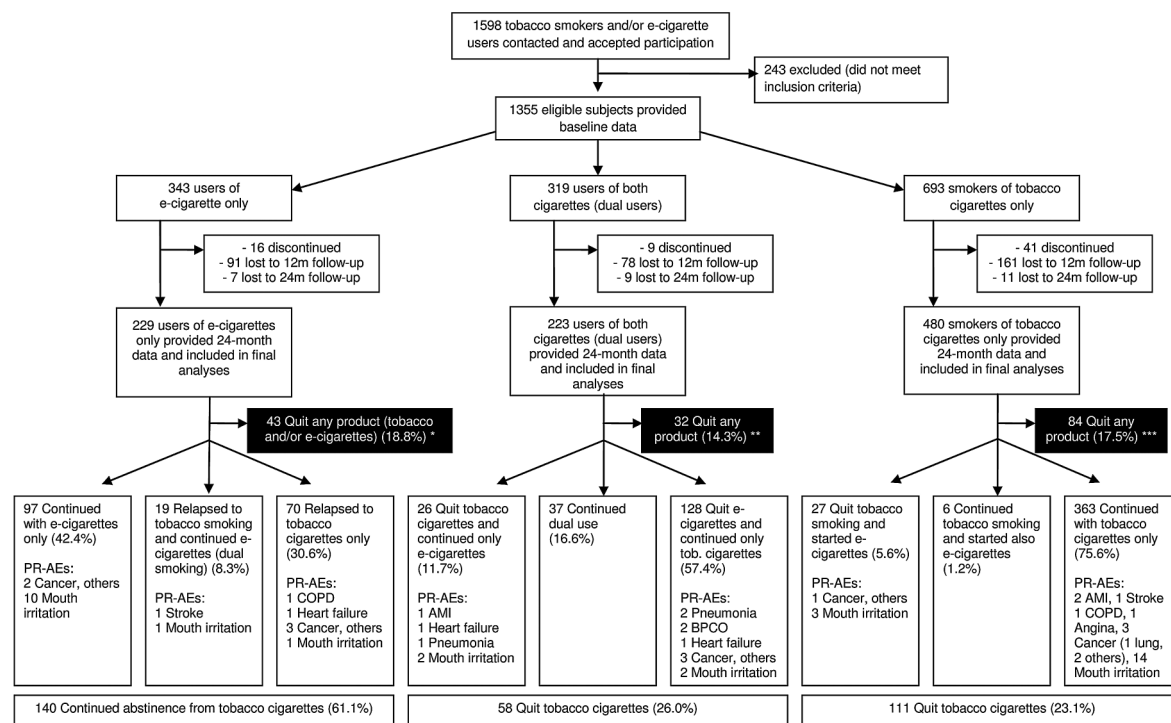 1598 tobacco smokers and/or e-cigarette
users contacted and accepted participation
243 excluded (did not meet
inclusion criteria)
1355 eligible subjects provided
baseline data
343 users of
e-cigarette only
319 users of both
cigarettes (dual users)
693 smokers of tobacco
cigarettes only
- 16 discontinued
- 91 lost to 12m follow-up
- 7 lost to 24m follow-up
- 9 discontinued
- 78 lost to 12m follow-up
- 9 lost to 24m follow-up
- 41 discontinued
- 161 lost to 12m follow-up
- 11 lost to 24m follow-up
229 users of e-cigarettes
only provided 24-month
data and included in final
analyses
223 users of both
cigarettes (dual users)
provided 24-month data
and included in final
analyses
480 smokers of tobacco
cigarettes only provided
24-month data and
included in final analyses
43 Quit any product (tobacco
and/or e-cigarettes) (18.8%) *
32 Quit any
product (14.3%) **
84 Quit any
product (17.5%) ***
97 Continued
with e-cigarettes
only (42.4%)
PR-AEs:
2 Cancer, others
10 Mouth
irritation
19 Relapsed to
tobacco smoking
and continued e-
cigarettes (dual
smoking) (8.3%)
PR-AEs:
1 Stroke
1 Mouth irritation
70 Relapsed to
tobacco
cigarettes only
(30.6%)
PR-AEs:
1 COPD
1 Heart failure
3 Cancer, others
1 Mouth irritation
26 Quit tobacco
cigarettes and
continued only
e-cigarettes
(11.7%)
PR-AEs:
1 AMI
1 Heart failure
1 Pneumonia
2 Mouth irritation
37 Continued
dual use
(16.6%)
128 Quit e-
cigarettes and
continued only
tob. cigarettes
(57.4%)
PR-AEs:
2 Pneumonia
2 BPCO
1 Heart failure
3 Cancer, others
2 Mouth irritation
27 Quit tobacco
smoking and
started e-
cigarettes (5.6%)
PR-AEs:
1 Cancer, others
3 Mouth irritation
6 Continued
tobacco smoking
and started also
e-cigarettes
(1.2%)
363 Continued
with tobacco
cigarettes only
(75.6%)
PR-AEs:
2 AMI, 1 Stroke
1 COPD, 1
Angina, 3
Cancer (1 lung,
2 others), 14
Mouth irritation
140 Continued abstinence from tobacco cigarettes (61.1%)
58 Quit tobacco cigarettes (26.0%)
111 Quit tobacco cigarettes (23.1%)